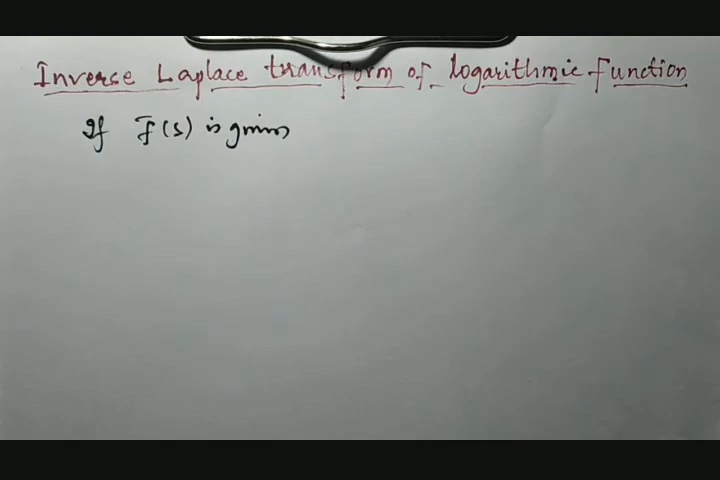 Inverse Laplace transform of logarithmic function
If F(s) is given